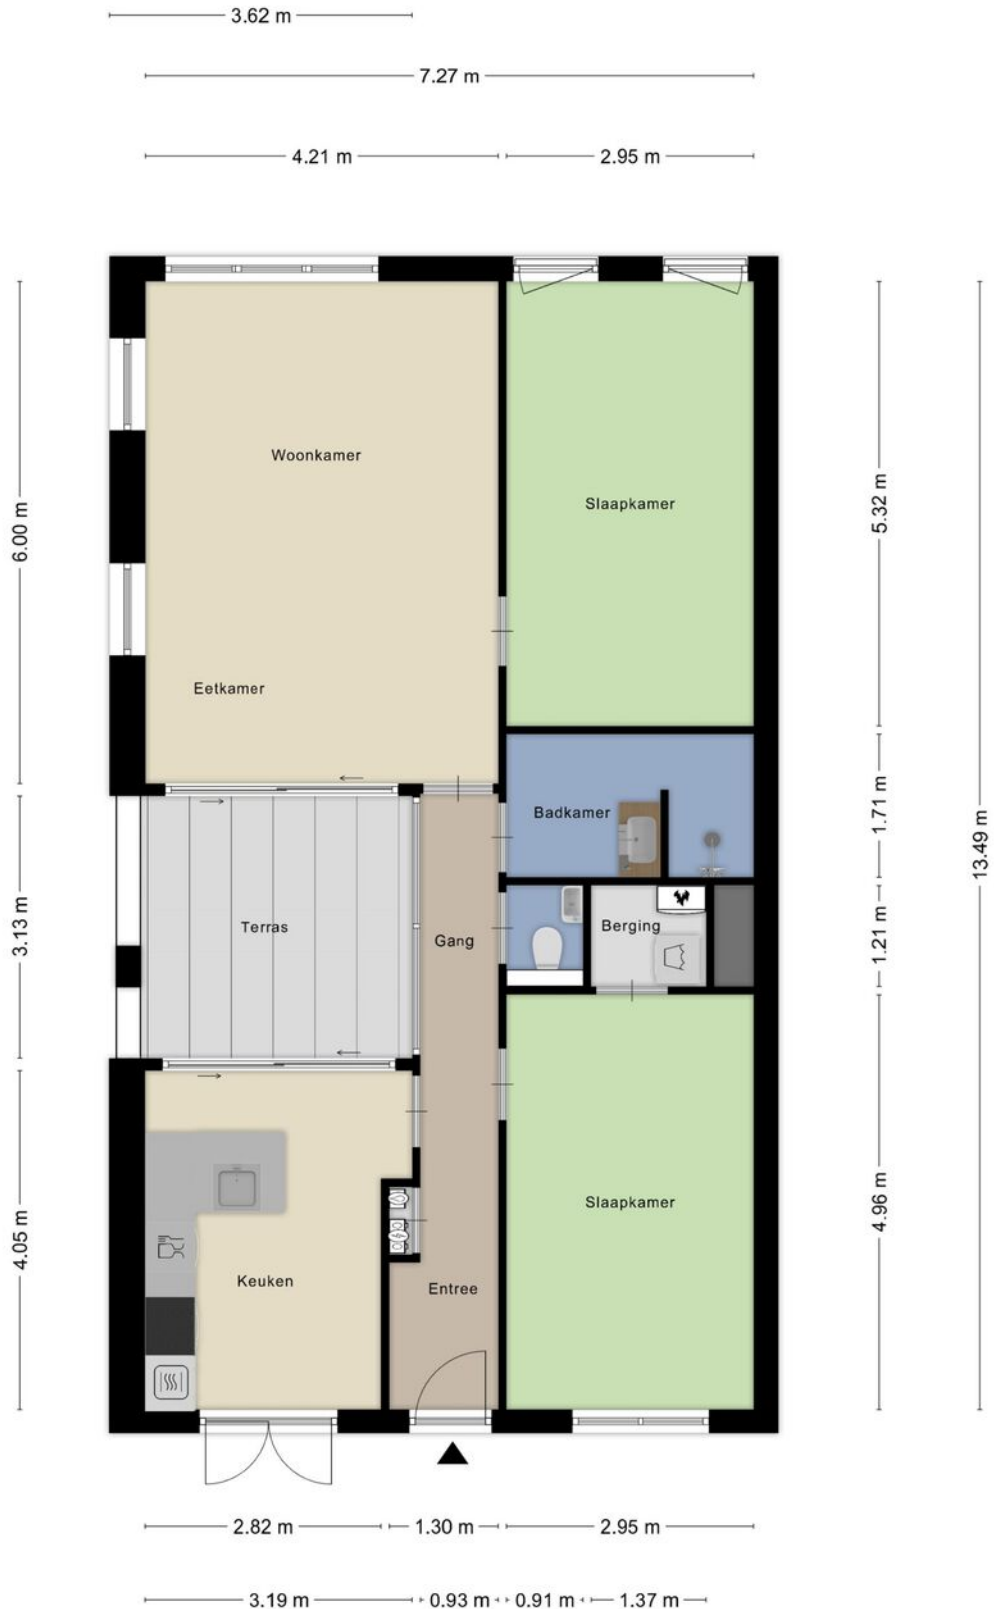 3.62 m
7.27 m
4.21 m
2.95 m
Woonkamer
Slaapkamer
6.00 m
5.32 m
Eetkamer
Badkamer
1.71 m
13.49 m
Terras
Gang
Berging
3.13 m
1.21 m
Slaapkamer
4.96 m
4.05 m
Keuken
Entree
2.82 m
1.30 m
2.95 m
3.19 m
0.93 m
0.91 m
1.37 m